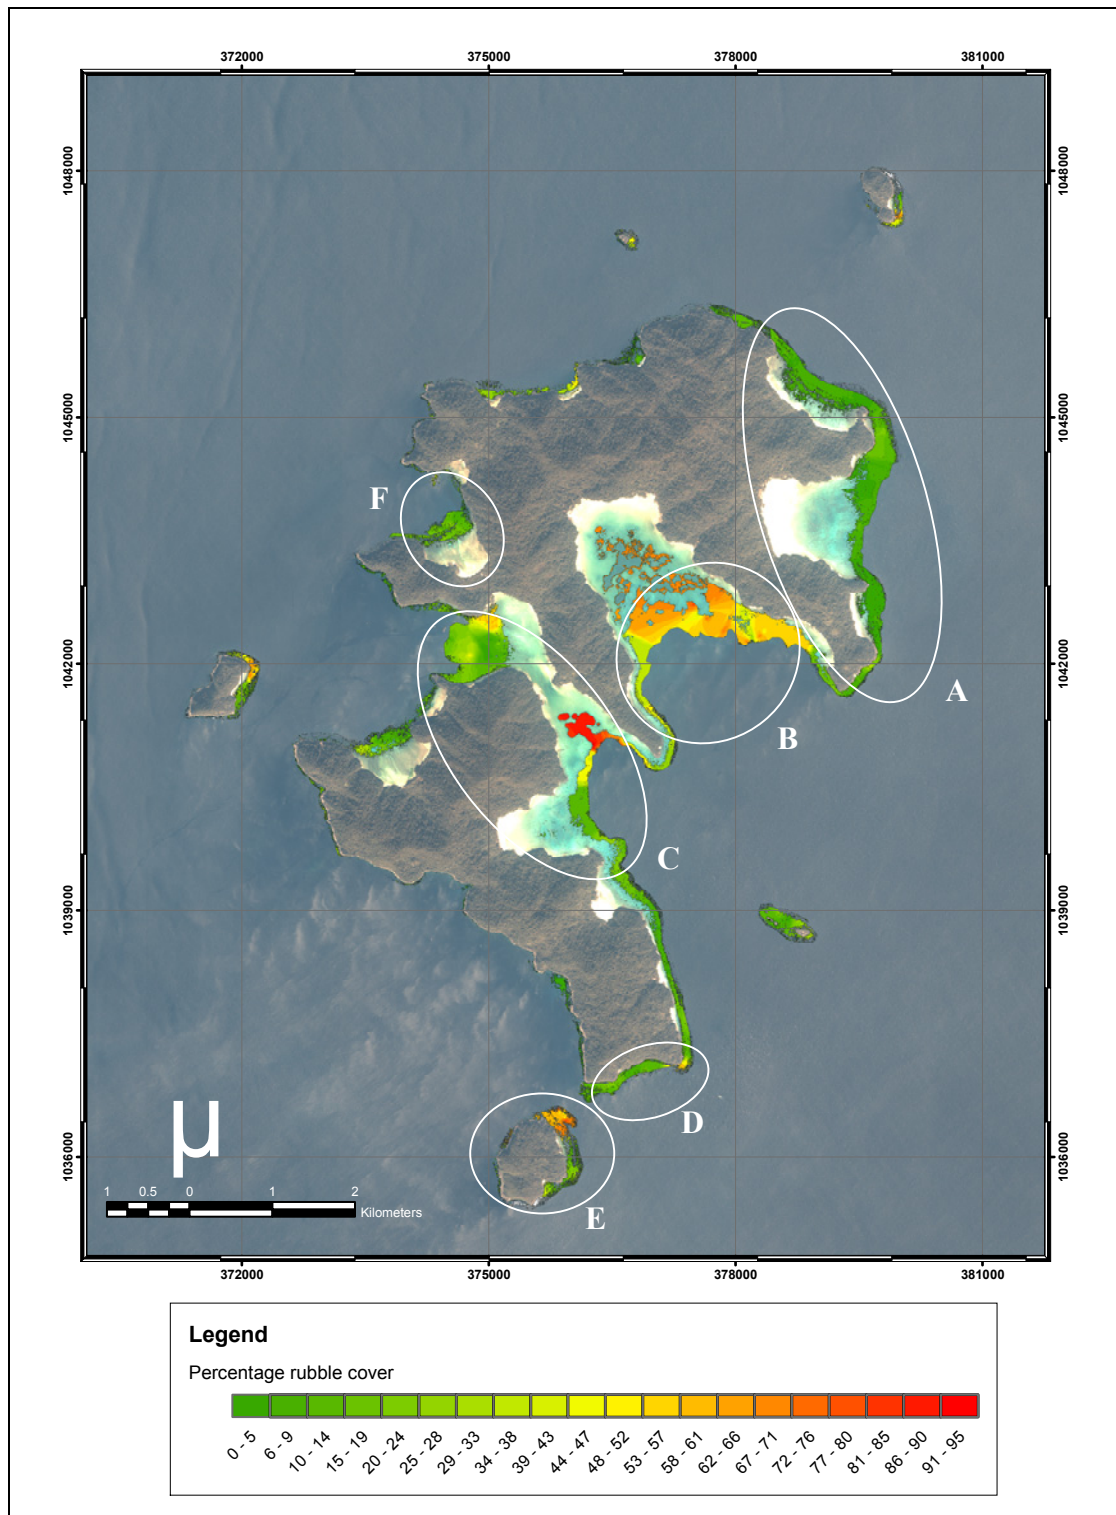 372000 375000 378000 381000
1048000 1048000
1045000 1045000
F
1042000 1042000
A
B
C
1039000 1039000
D
µ
1036000 1036000
1 0.5 0 1 2
Kilometers
E
372000 375000 378000 381000
Legend
Percentage rubble cover
0 - 5 6 - 9 10 - 14 15 - 19 20 - 24 25 - 28 29 - 33 34 - 38 39 - 43 44 - 47 48 - 52 53 - 57 58 - 61 62 - 66 67 - 71 72 - 76 77 - 80 81 - 85 86 - 90 91 - 95